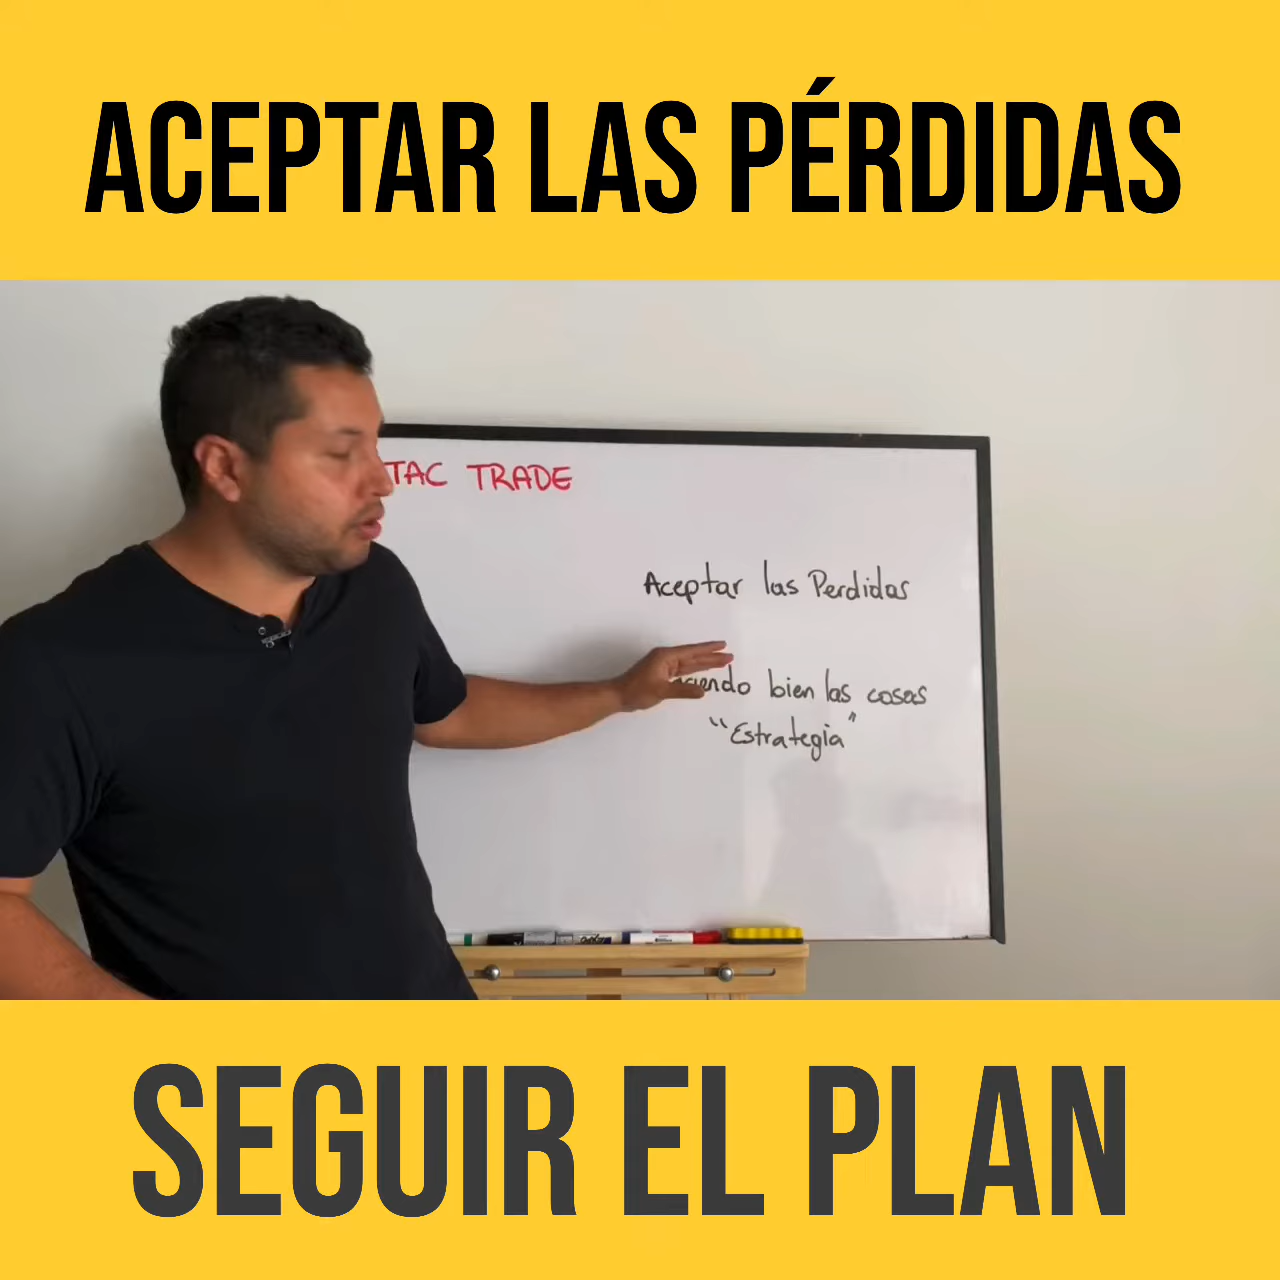 ACEPTAR LAS PÉRDIDAS
TAC TRADE
Aceptar las Perdidas
bien las cosas
"Estrategia"
SEGUIR EL PLAN